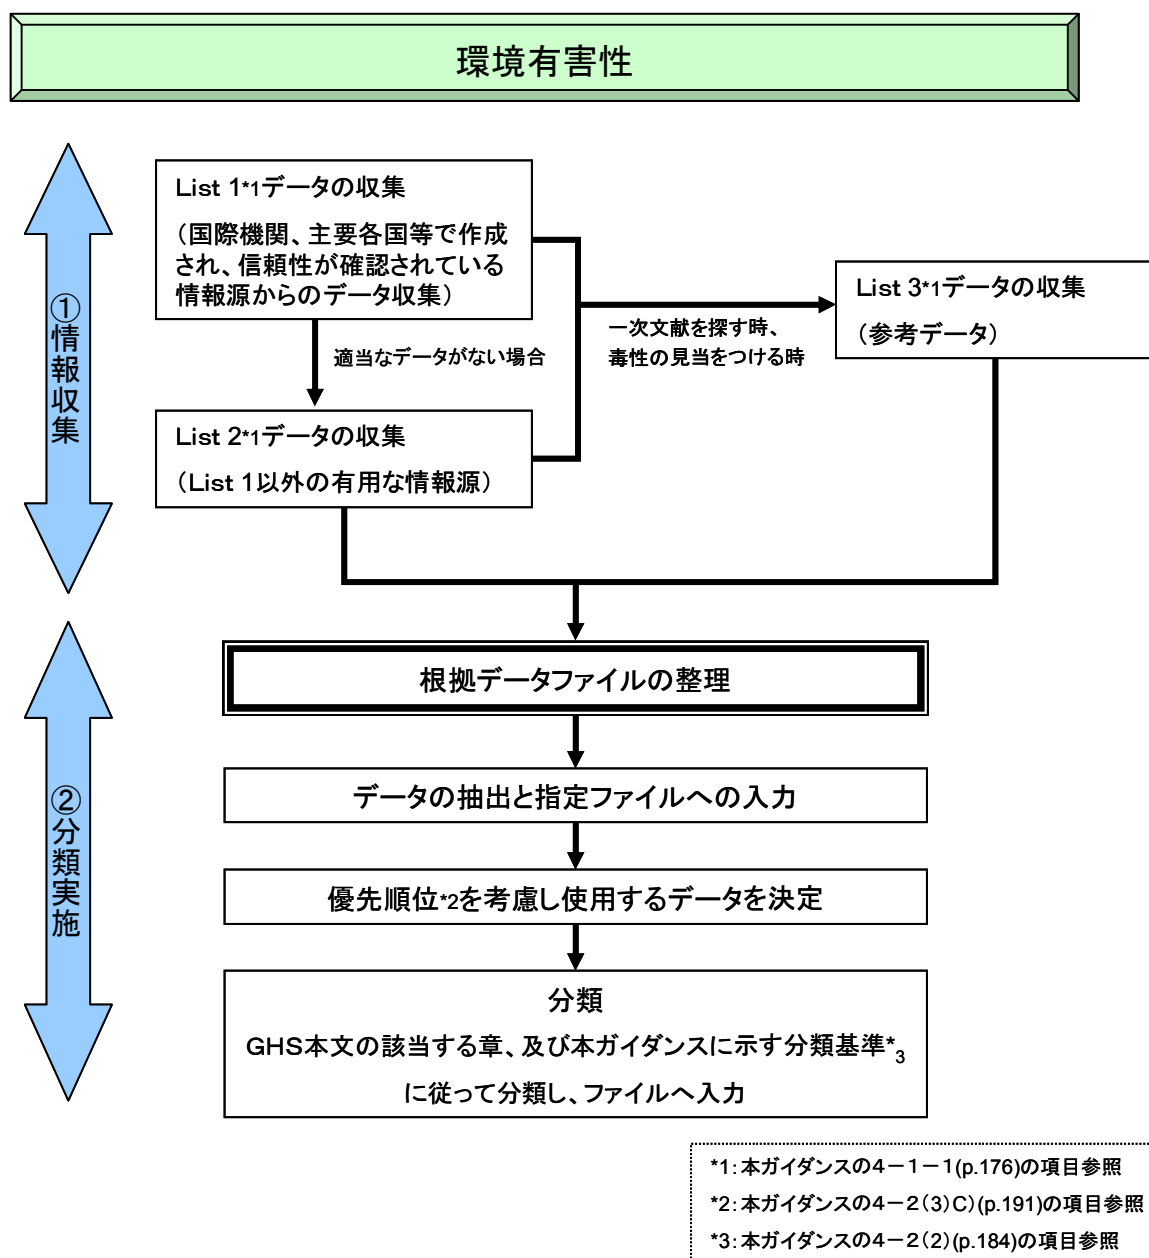 環境有害性
①情報収集
List 1*1データの収集
（国際機関、主要各国等で作成
され、信頼性が確認されている
情報源からのデータ収集）
適当なデータがない場合
List 2*1データの収集
（List 1以外の有用な情報源）
一次文献を探す時、
毒性の見当をつける時
List 3*1データの収集
（参考データ）
②分類実施
根拠データファイルの整理
データの抽出と指定ファイルへの入力
優先順位*2を考慮し使用するデータを決定
分類
GHS本文の該当する章、及び本ガイダンスに示す分類基準*3
に従って分類し、ファイルへ入力
*1：本ガイダンスの４－１－１(p.176)の項目参照
*2：本ガイダンスの４－２（３）C）(p.191)の項目参照
*3：本ガイダンスの４－２（２）(p.184)の項目参照